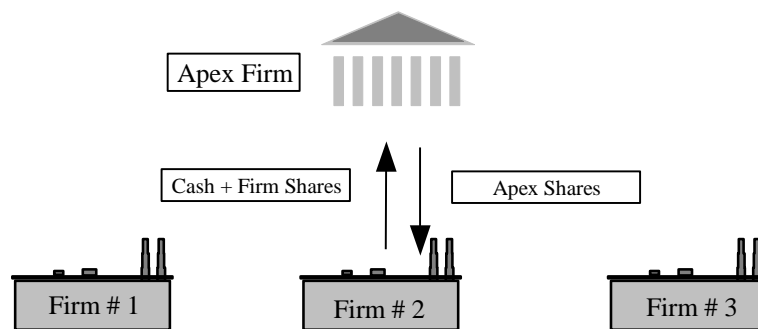 Apex Firm
Cash + Firm Shares
Apex Shares
Firm # 1
Firm # 2
Firm # 3